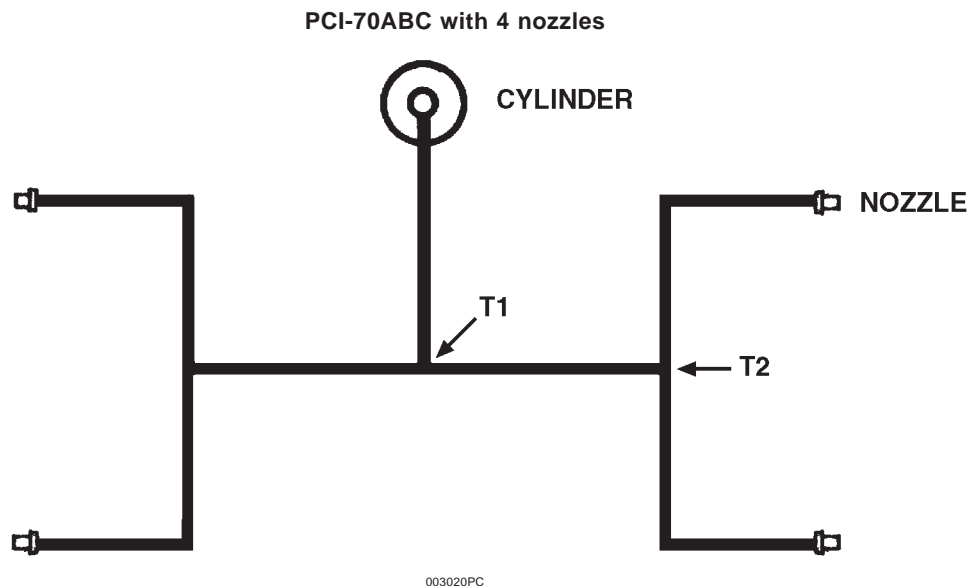 PCI-70ABC with 4 nozzles
CYLINDER
NOZZLE
T1
T2
003020PC